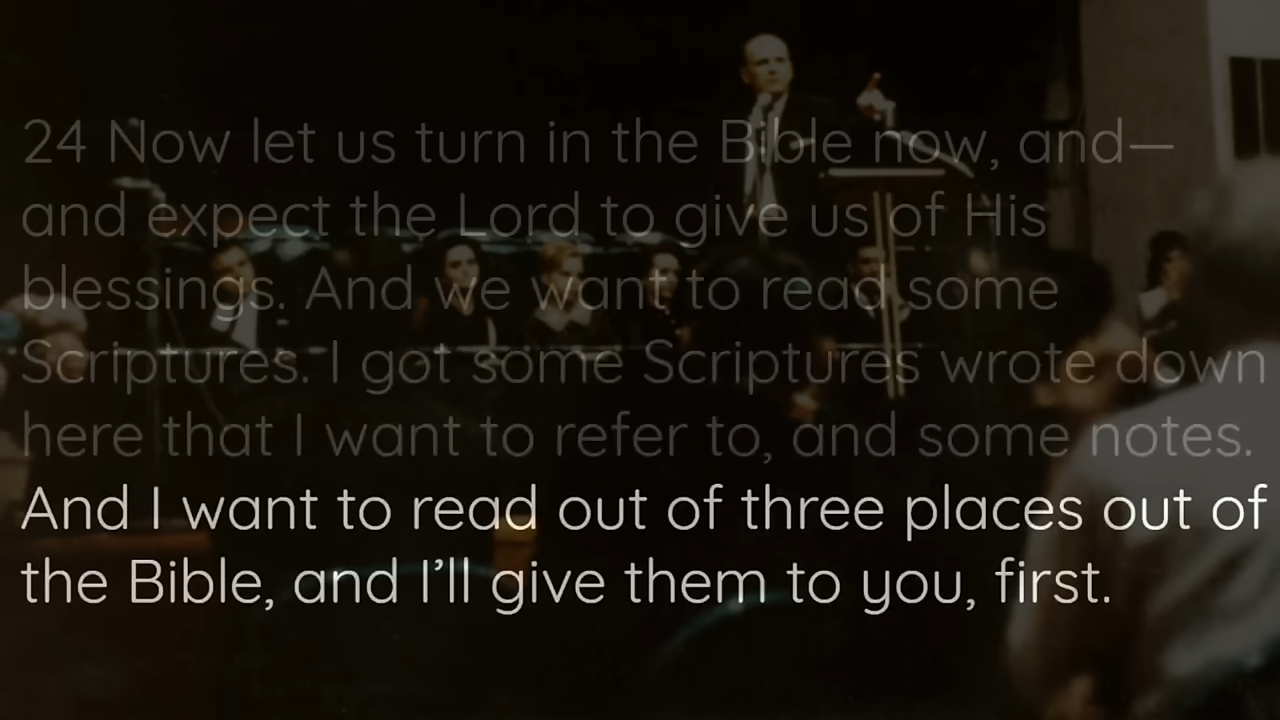 24 Now let us turn in the Bible now, and—
and expect the Lord to give us of His
blessings. And we want to read some
Scriptures. I got some Scriptures wrote down
here that I want to refer to, and some notes.
And I want to read out of three places out of
the Bible, and I’ll give them to you, first.